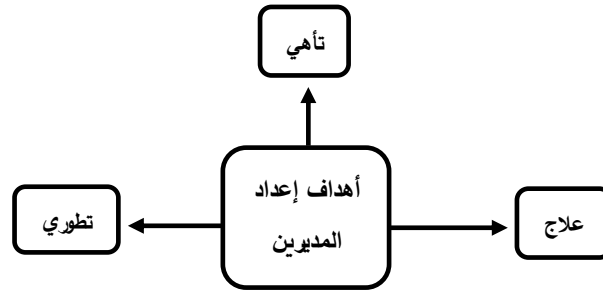 تأهي
أهداف إعداد
المديرين
علاج
تطوري